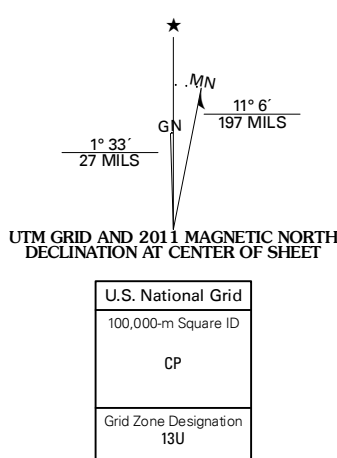 ★
MN
GN
11° 6´
197 MILS
1° 33´
27 MILS
UTM GRID AND 2011 MAGNETIC NORTH
DECLINATION AT CENTER OF SHEET
U.S. National Grid
100,000-m Square ID
CP
Grid Zone Designation
13U